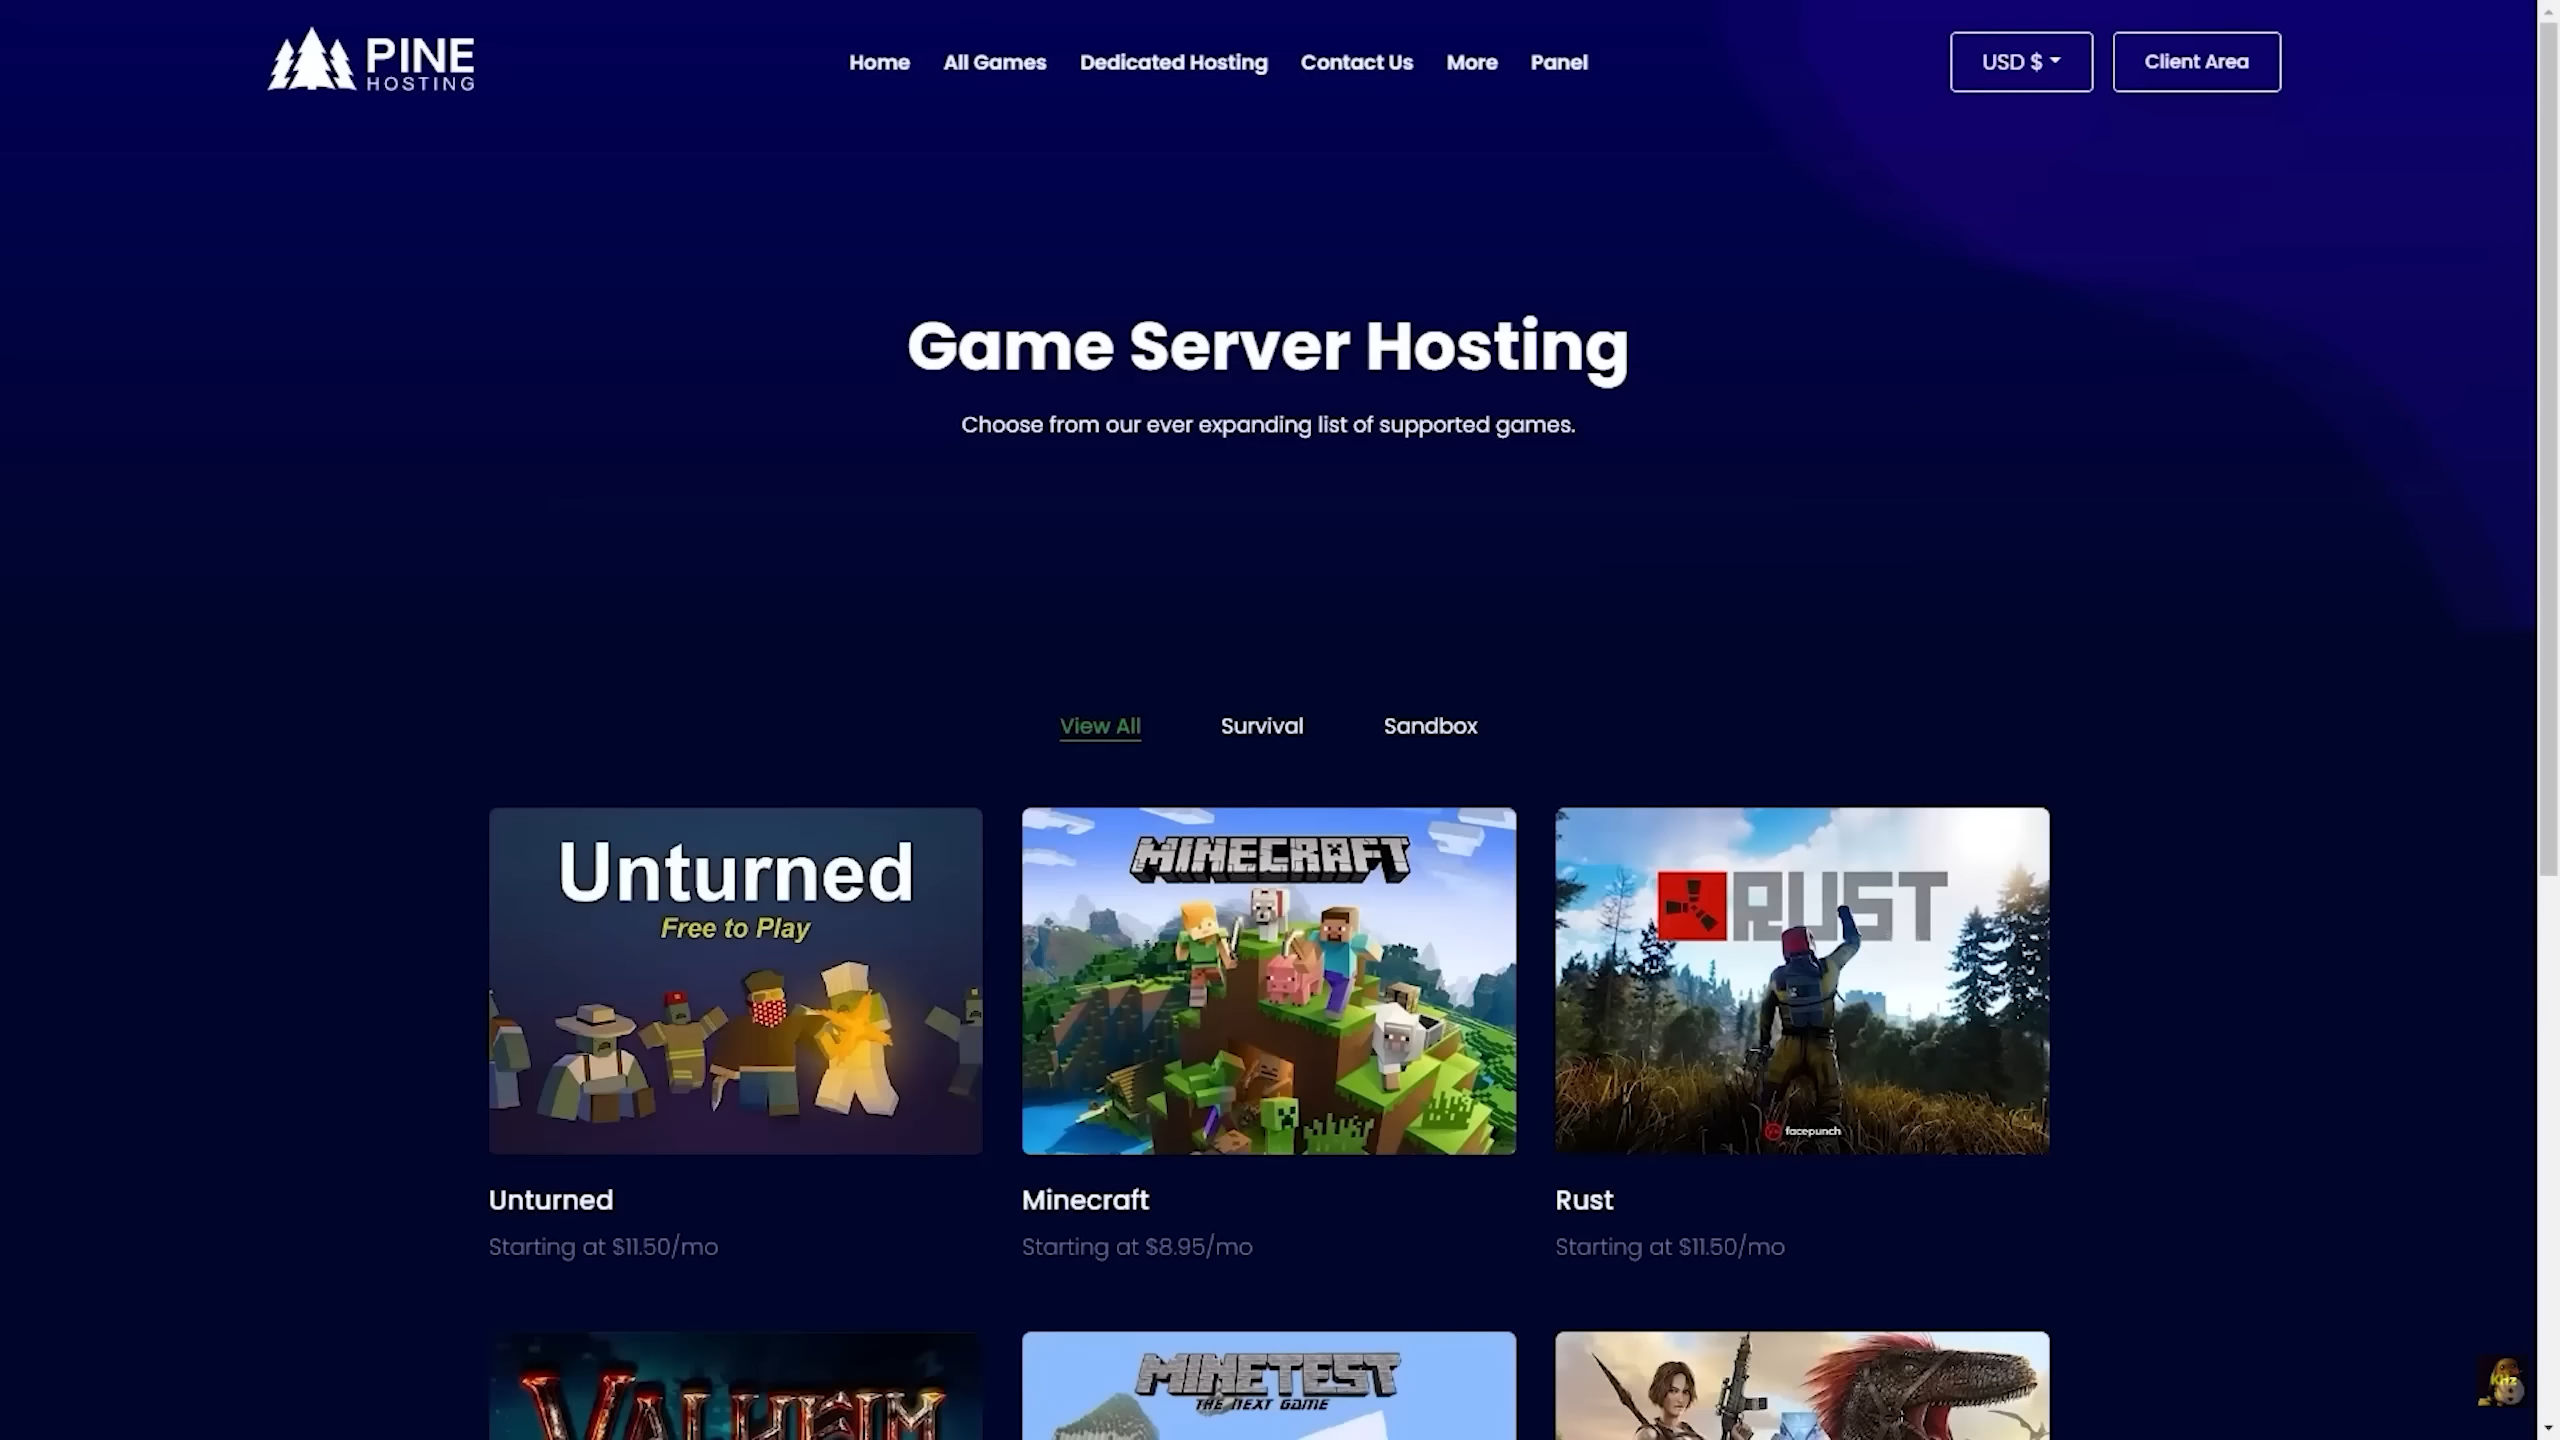 PINE
HOSTING
Home
All Games
Dedicated Hosting
Contact Us
More
Panel
USD $
Client Area
Game Server Hosting
Choose from our ever expanding list of supported games.
View All
Survival
Sandbox
Unturned
Free to Play
MINECRAFT
RUST
facepunch
Unturned
Starting at $11.50/mo
Minecraft
Starting at $8.95/mo
Rust
Starting at $11.50/mo
VALHEIM
MINETEST
THE NEXT GAME